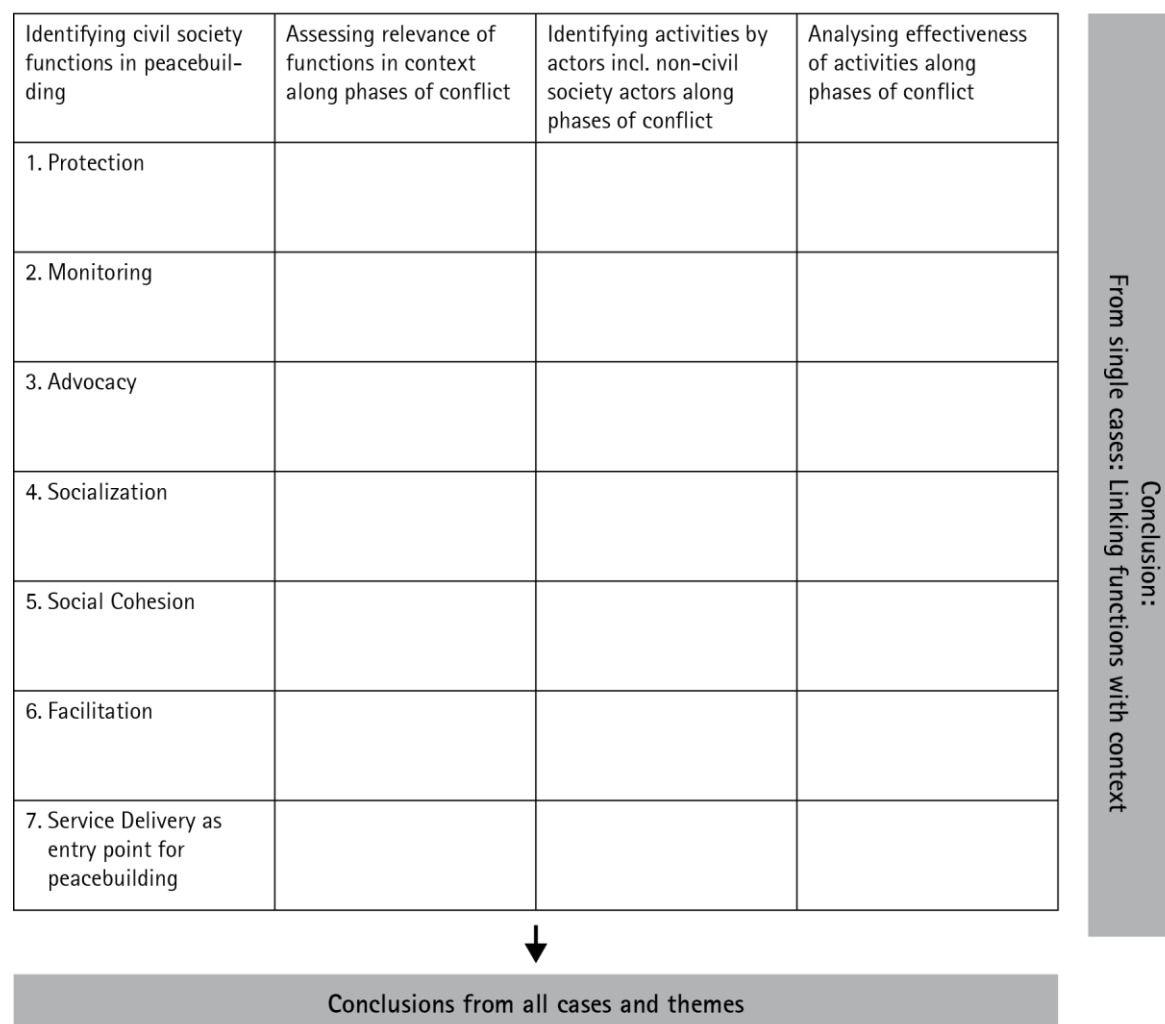 Identifying civil society
functions in peacebuil-
ding
Assessing relevance of
functions in context
along phases of conflict
Identifying activities by
actors incl. non-civil
society actors along
phases of conflict
Analysing effectiveness
of activities along
phases of conflict
1. Protection
2. Monitoring
3. Advocacy
4. Socialization
5. Social Cohesion
6. Facilitation
7. Service Delivery as
entry point for
peacebuilding
Conclusion:
From single cases: Linking functions with context
Conclusions from all cases and themes